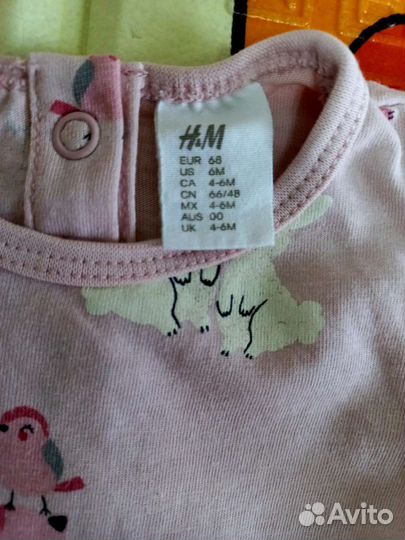 H&M
EUR 68
US 6M
CA 4-6M
CN 66/48
MX 4-6M
AUS 00
UK 4-6M
Avito